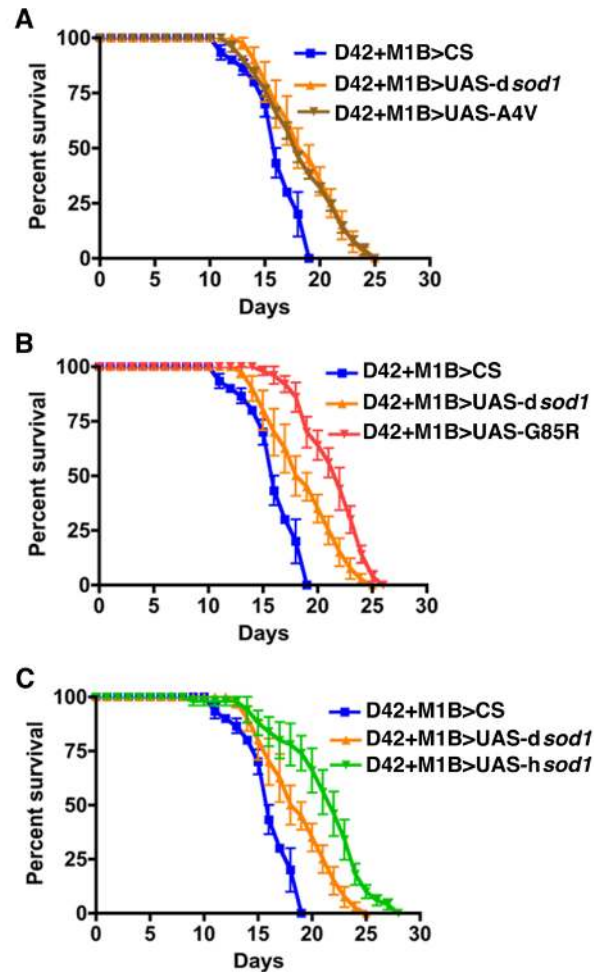 A
Percent survival
100
75
50
25
0
D42+M1B>CS
D42+M1B>UAS-dsod1
D42+M1B>UAS-A4V
0 5 10 15 20 25 30
Days
B
Percent survival
100
75
50
25
0
D42+M1B>CS
D42+M1B>UAS-dsod1
D42+M1B>UAS-G85R
0 5 10 15 20 25 30
Days
C
Percent survival
100
75
50
25
0
D42+M1B>CS
D42+M1B>UAS-dsod1
D42+M1B>UAS-hsod1
0 5 10 15 20 25 30
Days